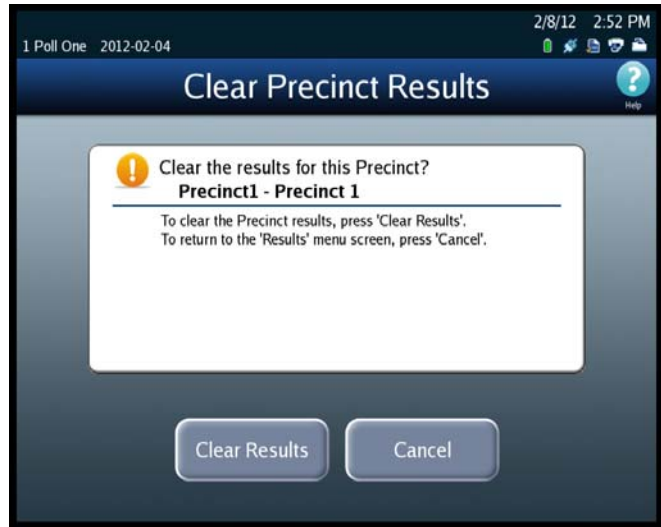 2/8/12 2:52 PM
1 Poll One 2012-02-04
Clear Precinct Results
Help
Clear the results for this Precinct?
Precinct1 - Precinct 1
To clear the Precinct results, press 'Clear Results'.
To return to the 'Results' menu screen, press 'Cancel'.
Clear Results Cancel